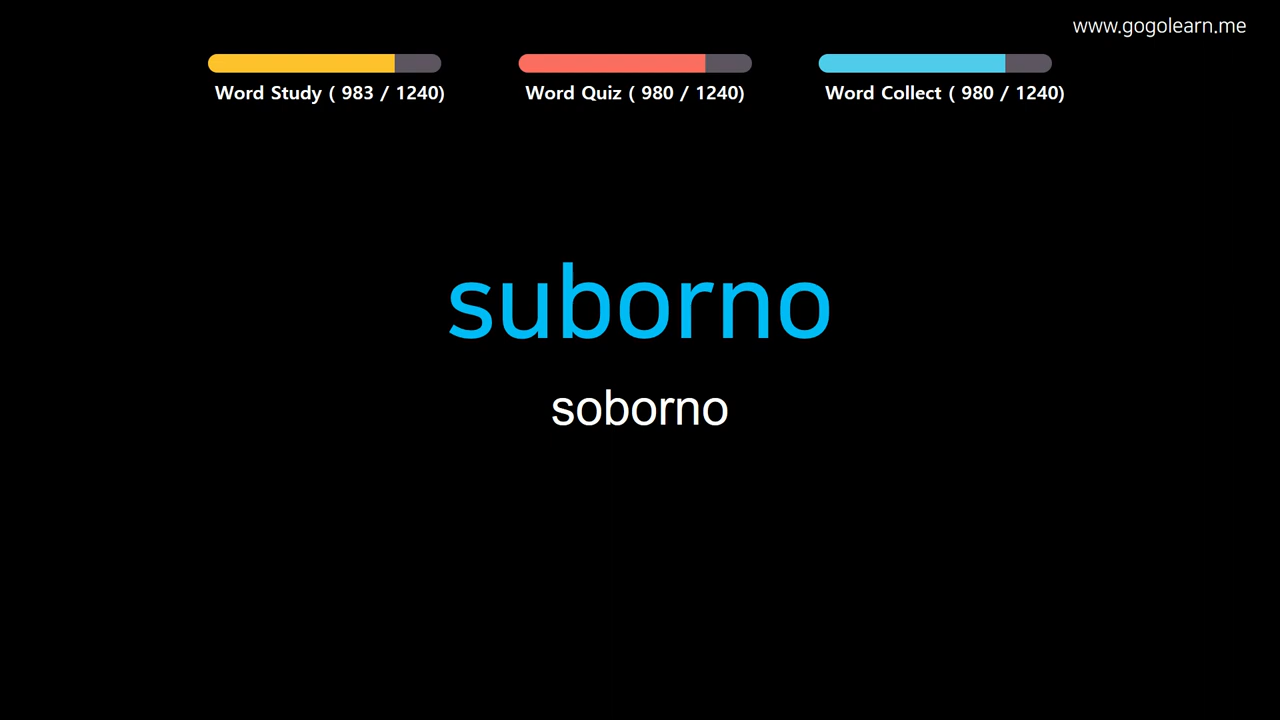 www.gogolearn.me
Word Study ( 983 / 1240)
Word Quiz ( 980 / 1240)
Word Collect ( 980 / 1240)
suborno
soborno